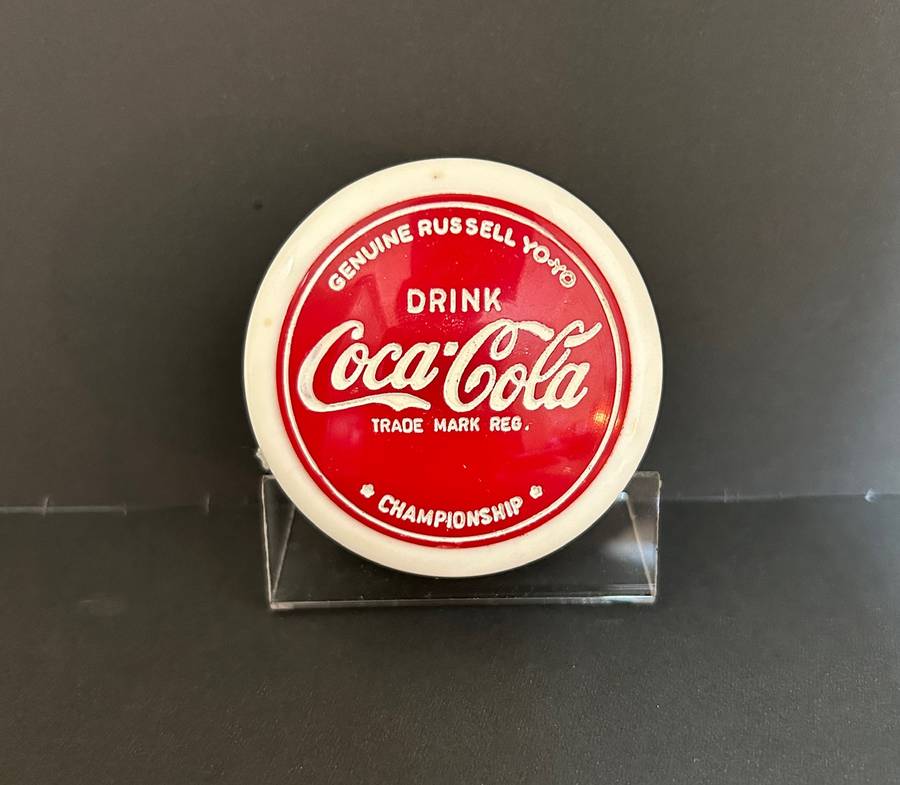 GENUINE RUSSELL YO-YO
DRINK
Coca-Cola
TRADE MARK REG.
CHAMPIONSHIP